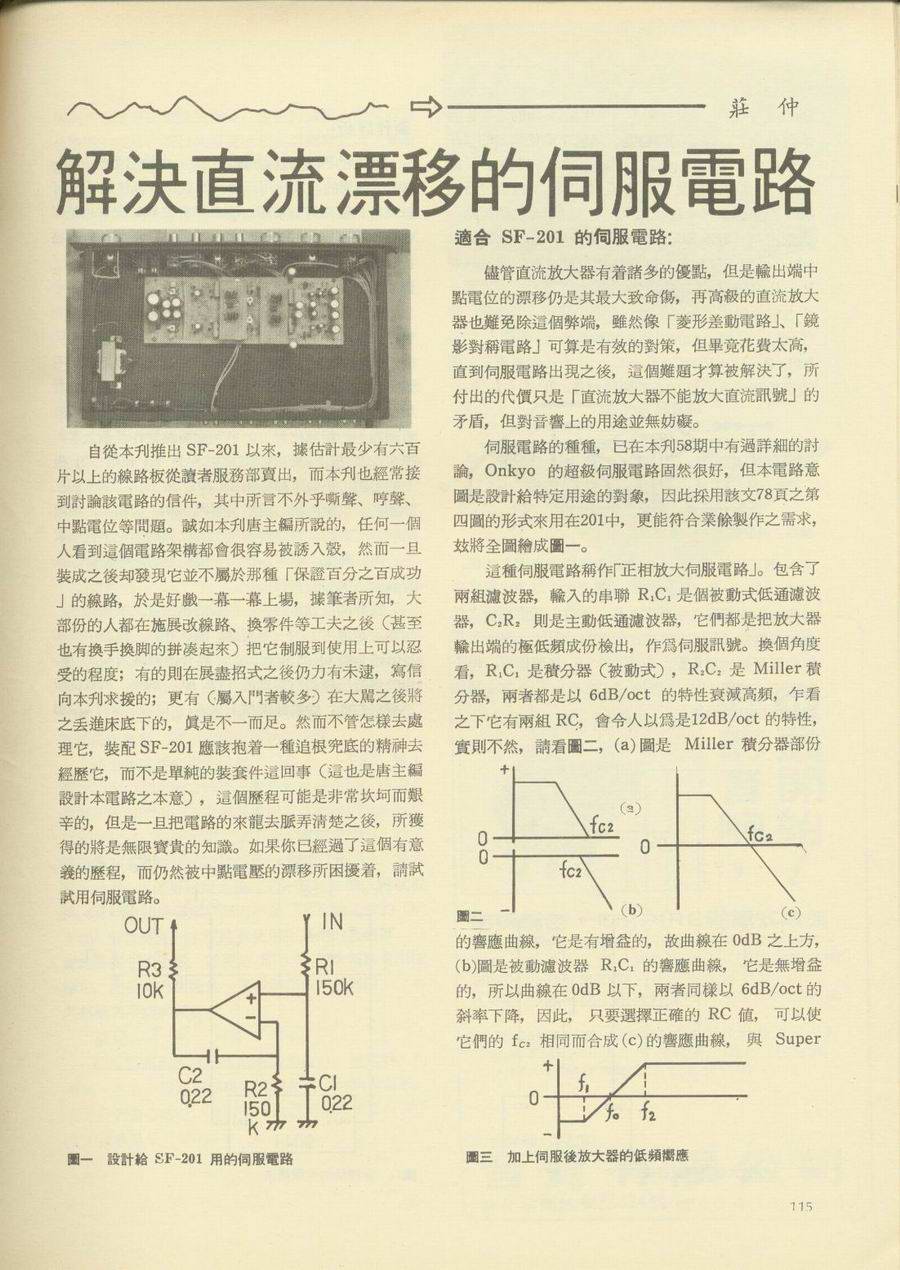 莊 仲
解決直流漂移的伺服電路
自從本刋推出 SF-201 以來，據估計最少有六百
片以上的線路板從讀者服務部賣出，而本刋也經常接
到討論該電路的信件，其中所言不外乎嘶聲、哼聲、
中點電位等問題。誠如本刋唐主編所說的，任何一個
人看到這個電路架構都會很容易被誘入殼，然而一旦
裝成之後却發現它並不屬於那種「保證百分之百成功
」的線路，於是好戲一幕一幕上場，據筆者所知，大
部份的人都在施展改線路、換零件等工夫之後（甚至
也有換手換脚的拼凑起來）把它制服到使用上可以忍
受的程度；有的則在展盡招式之後仍力有未逮，寫信
向本刋求援的；更有（屬入門者較多）在大駡之後將
之丢進床底下的，眞是不一而足。然而不管怎樣去處
理它，裝配 SF-201 應該抱着一種追根究底的精神去
經歷它，而不是單純的裝套件這回事（這也是唐主編
設計本電路之本意），這個歷程可能是非常坎坷而艱
辛的，但是一旦把電路的來龍去脈弄淸楚之後，所獲
得的將是無限寶貴的知識。如果你已經過了這個有意
義的歷程，而仍然被中點電壓的漂移所困擾着，請試
試用伺服電路。
OUT
IN
R3
10K
R1
150K
+
−
C2
0.22
R2
150
K
C1
0.22
圖一 設計給 SF-201 用的伺服電路
適合 SF-201 的伺服電路:
儘管直流放大器有着諸多的優點，但是輸出端中
點電位的漂移仍是其最大致命傷，再高級的直流放大
器也難免除這個弊端，雖然像「菱形差動電路」、「鏡
影對稱電路」可算是有效的對策，但畢竟花費太高，
直到伺服電路出現之後，這個難題才算被解決了，所
付出的代價只是「直流放大器不能放大直流訊號」的
矛盾，但對音響上的用途並無妨礙。
伺服電路的種種，已在本刋58期中有過詳細的討
論，Onkyo 的超級伺服電路固然很好，但本電路意
圖是設計給特定用途的對象，因此採用該文78頁之第
四圖的形式來用在201中，更能符合業餘製作之需求，
玆將全圖繪成圖一。
這種伺服電路稱作「正相放大伺服電路」。包含了
兩組濾波器，輸入的串聯 R₁C₁ 是個被動式低通濾波
器，C₂R₂ 則是主動低通濾波器，它們都是把放大器
輸出端的極低頻成份檢出，作爲伺服訊號。換個角度
看，R₁C₁ 是積分器（被動式），R₂C₂ 是 Miller 積
分器，兩者都是以 6dB/oct 的特性衰減高頻，乍看
之下它有兩組 RC，會令人以爲是12dB/oct 的特性，
實則不然，請看圖二，(a)圖是 Miller 積分器部份
+
0
0
−
fc2
fc2
(a)
(b)
0
fc2
(c)
圖二
的響應曲線，它是有增益的，故曲線在 0dB 之上方，
(b)圖是被動濾波器 R₁C₁ 的響應曲線，它是無增益
的，所以曲線在 0dB 以下，兩者同樣以 6dB/oct 的
斜率下降，因此，只要選擇正確的 RC 値，可以使
它們的 fc₂ 相同而合成(c)的響應曲線，與 Super
+
0
−
f₁
f₀
f₂
圖三 加上伺服後放大器的低頻嚮應
115